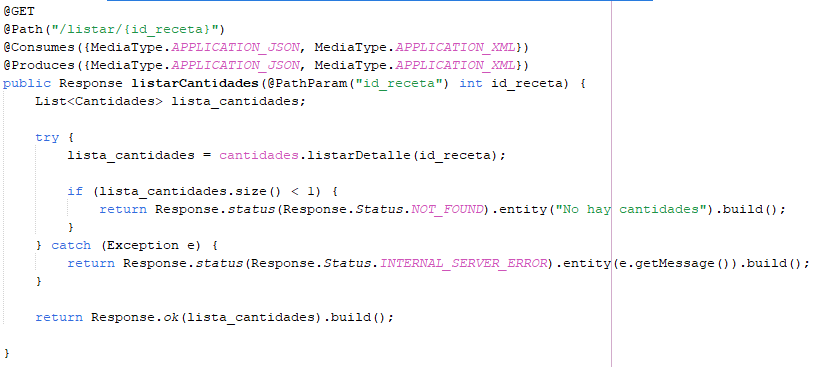 @GET
@Path("/listar/{id_receta}")
@Consumes({MediaType.APPLICATION_JSON, MediaType.APPLICATION_XML})
@Produces({MediaType.APPLICATION_JSON, MediaType.APPLICATION_XML})
public Response listarCantidades(@PathParam("id_receta") int id_receta) {
    List<Cantidades> lista_cantidades;

    try {
        lista_cantidades = cantidades.listarDetalle(id_receta);

        if (lista_cantidades.size() < 1) {
            return Response.status(Response.Status.NOT_FOUND).entity("No hay cantidades").build();
        }
    } catch (Exception e) {
        return Response.status(Response.Status.INTERNAL_SERVER_ERROR).entity(e.getMessage()).build();
    }

    return Response.ok(lista_cantidades).build();

}